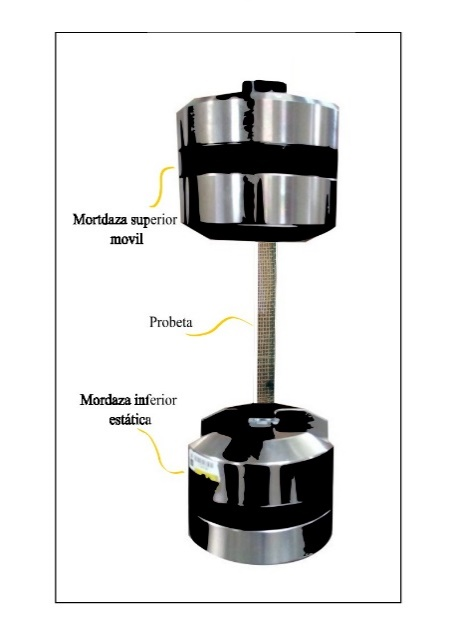 Mortdaza superior
movil
Probeta
Mordaza inferior
estática